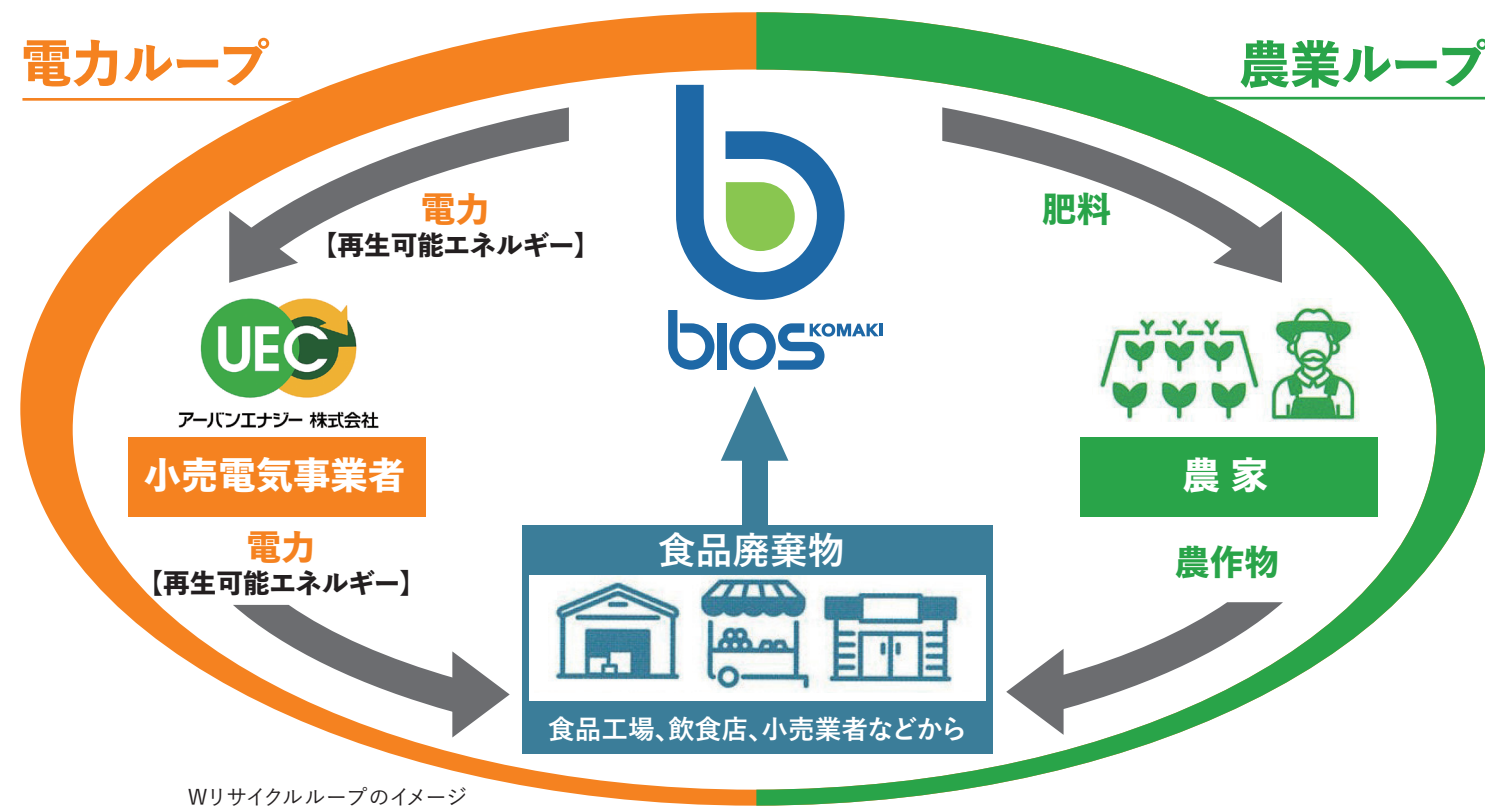 電力ループ
農業ループ
電力
【再生可能エネルギー】
肥料
bios KOMAKI
UEC
アーバンエナジー 株式会社
小売電気事業者
農家
電力
【再生可能エネルギー】
農作物
食品廃棄物
食品工場、飲食店、小売業者などから
Wリサイクルループのイメージ